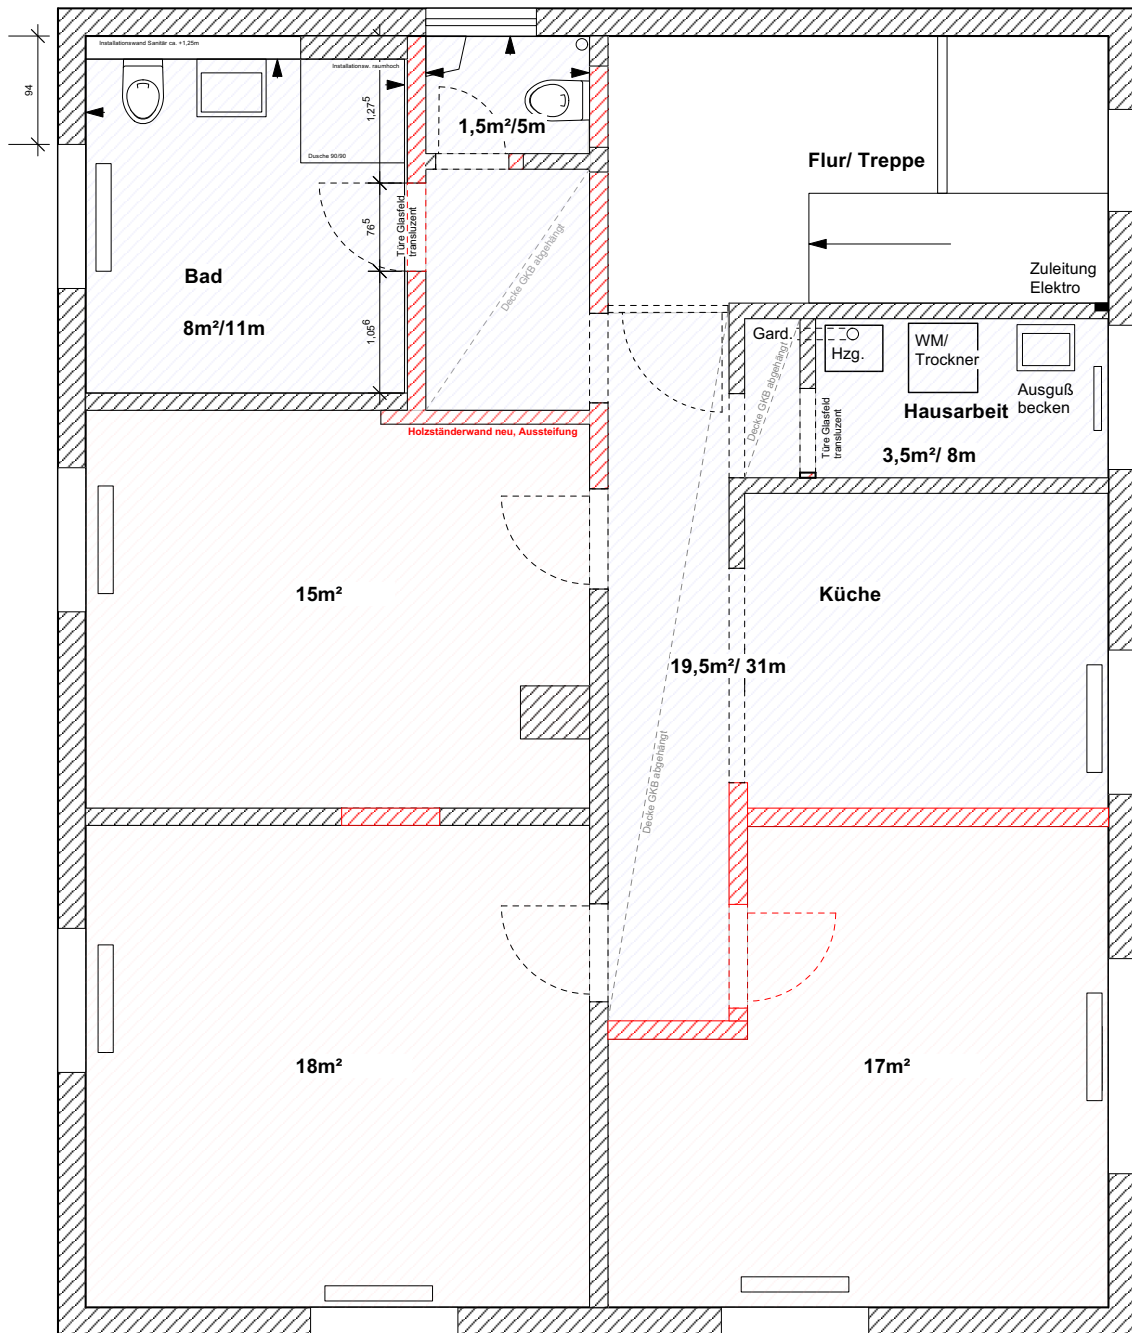 Installationswand Sanitär ca. +1,25m
Installationsw. raumhoch
94
1,27⁵
Dusche 90/90
1,5m²/5m
Flur/ Treppe
76⁵
Türe Glasfeld
transluzent
Decke GKB abgehängt
Bad
8m²/11m
1,05⁶
Zuleitung
Elektro
Gard.
Hzg.
WM/
Trockner
Ausguß
becken
Decke GKB abgehängt
Türe Glasfeld
transluzent
Hausarbeit
3,5m²/ 8m
Holzständerwand neu, Aussteifung
15m²
Küche
19,5m²/ 31m
Decke GKB abgehängt
18m²
17m²